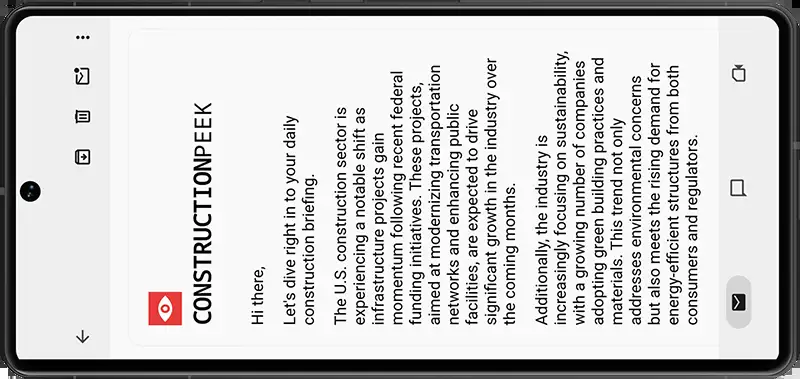 CONSTRUCTIONPEEK
Hi there,
Let's dive right in to your daily
construction briefing.
The U.S. construction sector is
experiencing a notable shift as
infrastructure projects gain
momentum following recent federal
funding initiatives. These projects,
aimed at modernizing transportation
networks and enhancing public
facilities, are expected to drive
significant growth in the industry over
the coming months.
Additionally, the industry is
increasingly focusing on sustainability,
with a growing number of companies
adopting green building practices and
materials. This trend not only
addresses environmental concerns
but also meets the rising demand for
energy-efficient structures from both
consumers and regulators.